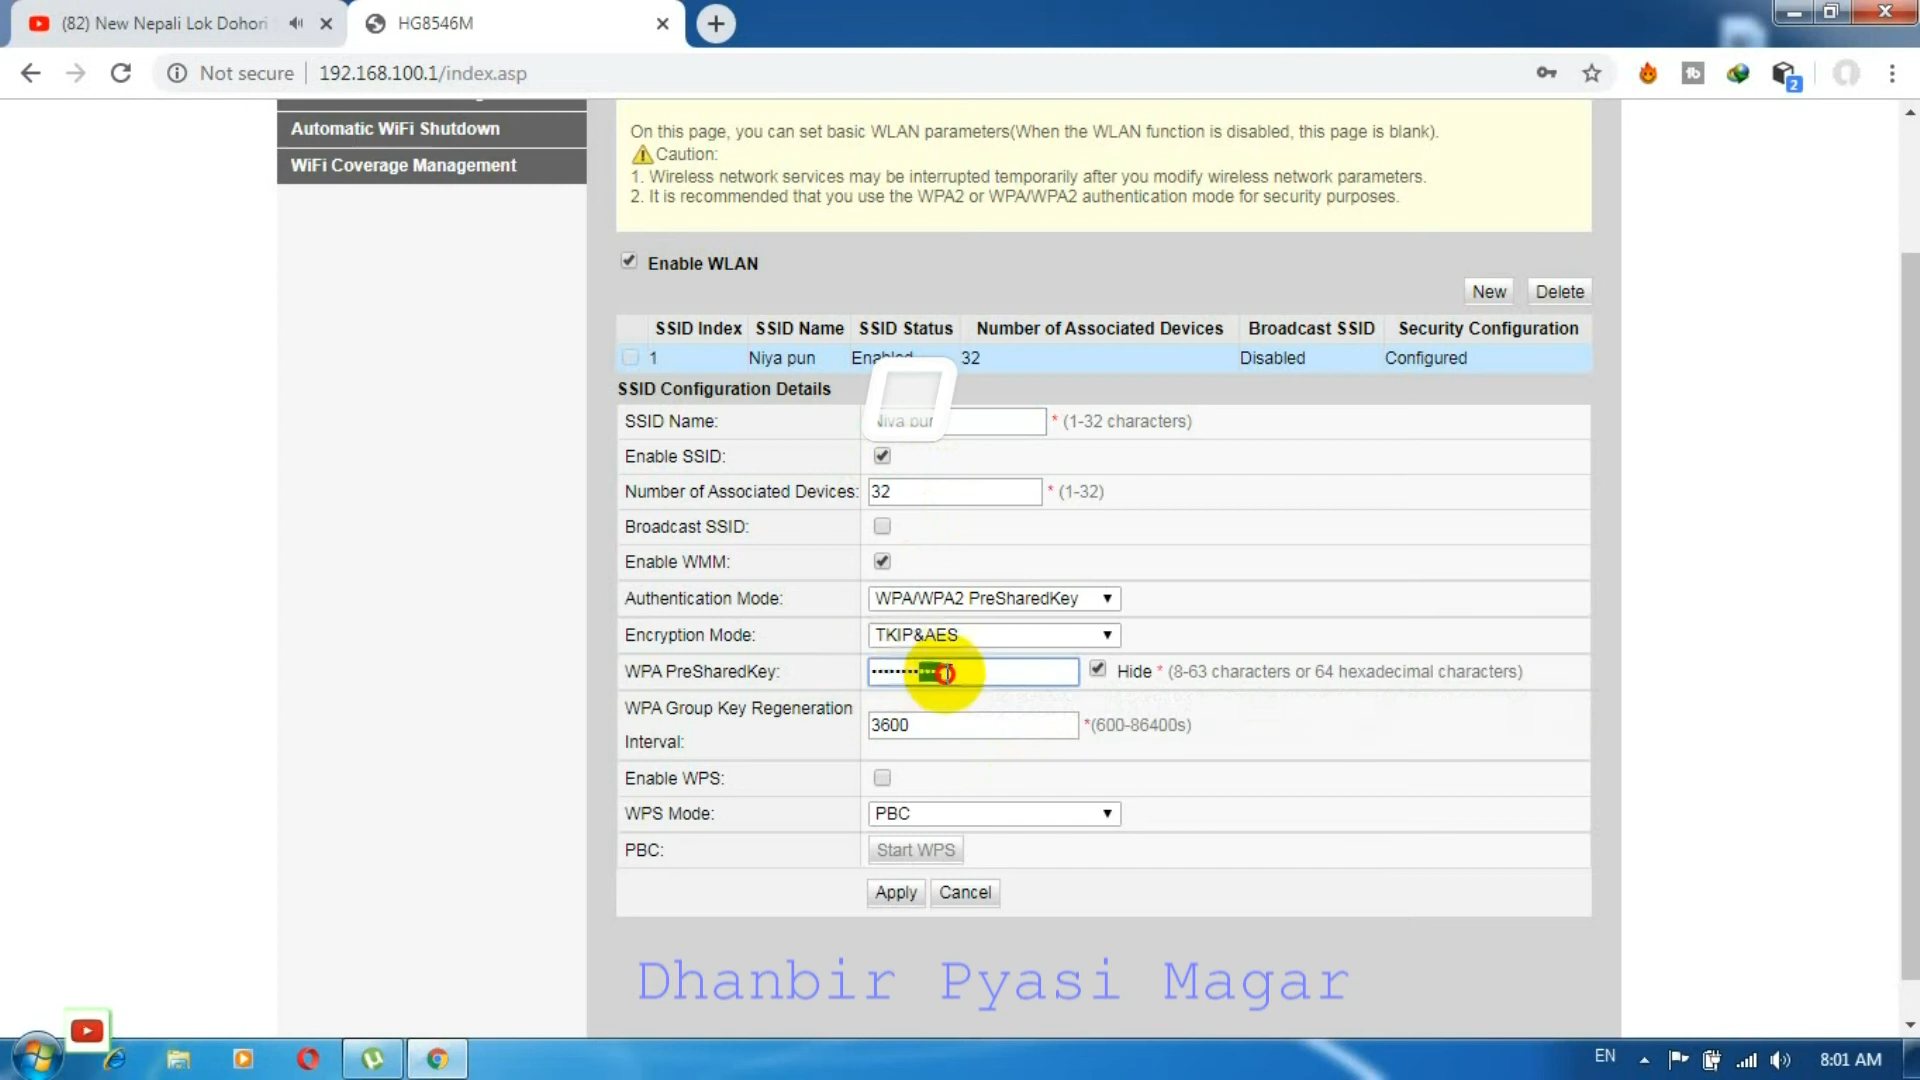 (82) New Nepali Lok Dohori
HG8546M
Not secure
192.168.100.1/index.asp
2
Automatic WiFi Shutdown
WiFi Coverage Management
On this page, you can set basic WLAN parameters(When the WLAN function is disabled, this page is blank).
Caution:
1. Wireless network services may be interrupted temporarily after you modify wireless network parameters.
2. It is recommended that you use the WPA2 or WPA/WPA2 authentication mode for security purposes.
Enable WLAN
New Delete
SSID Index SSID Name SSID Status Number of Associated Devices Broadcast SSID Security Configuration
1 Niya pun Enabled 32 Disabled Configured
SSID Configuration Details
SSID Name: Niya pun * (1-32 characters)
Enable SSID:
Number of Associated Devices: 32 * (1-32)
Broadcast SSID:
Enable WMM:
Authentication Mode: WPA/WPA2 PreSharedKey
Encryption Mode: TKIP&AES
WPA PreSharedKey: Hide * (8-63 characters or 64 hexadecimal characters)
WPA Group Key Regeneration
Interval: 3600 *(600-86400s)
Enable WPS:
WPS Mode: PBC
PBC: Start WPS
Apply Cancel
Dhanbir Pyasi Magar
EN 8:01 AM